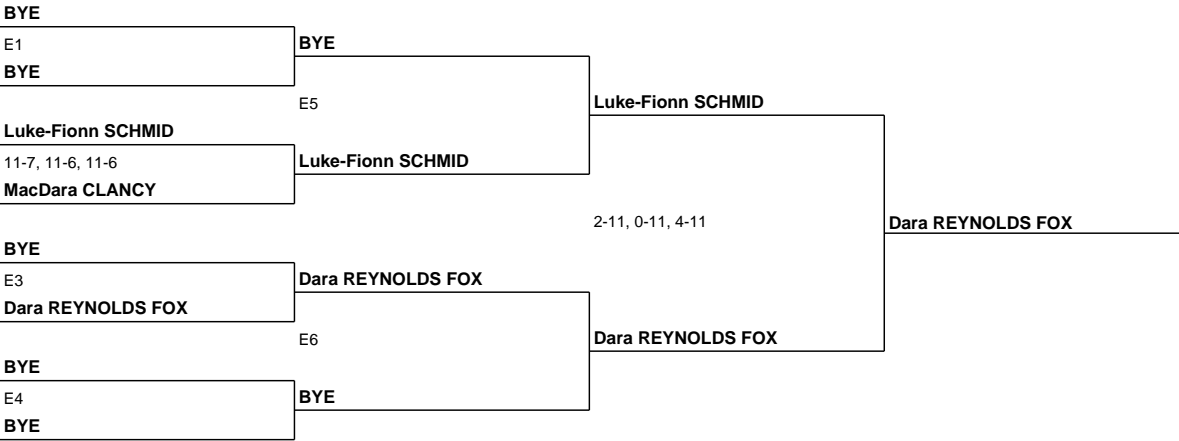 BYE
E1
BYE
BYE
E5
Luke-Fionn SCHMID
Luke-Fionn SCHMID
11-7, 11-6, 11-6
Luke-Fionn SCHMID
MacDara CLANCY
2-11, 0-11, 4-11
Dara REYNOLDS FOX
BYE
E3
Dara REYNOLDS FOX
Dara REYNOLDS FOX
E6
Dara REYNOLDS FOX
BYE
E4
BYE
BYE